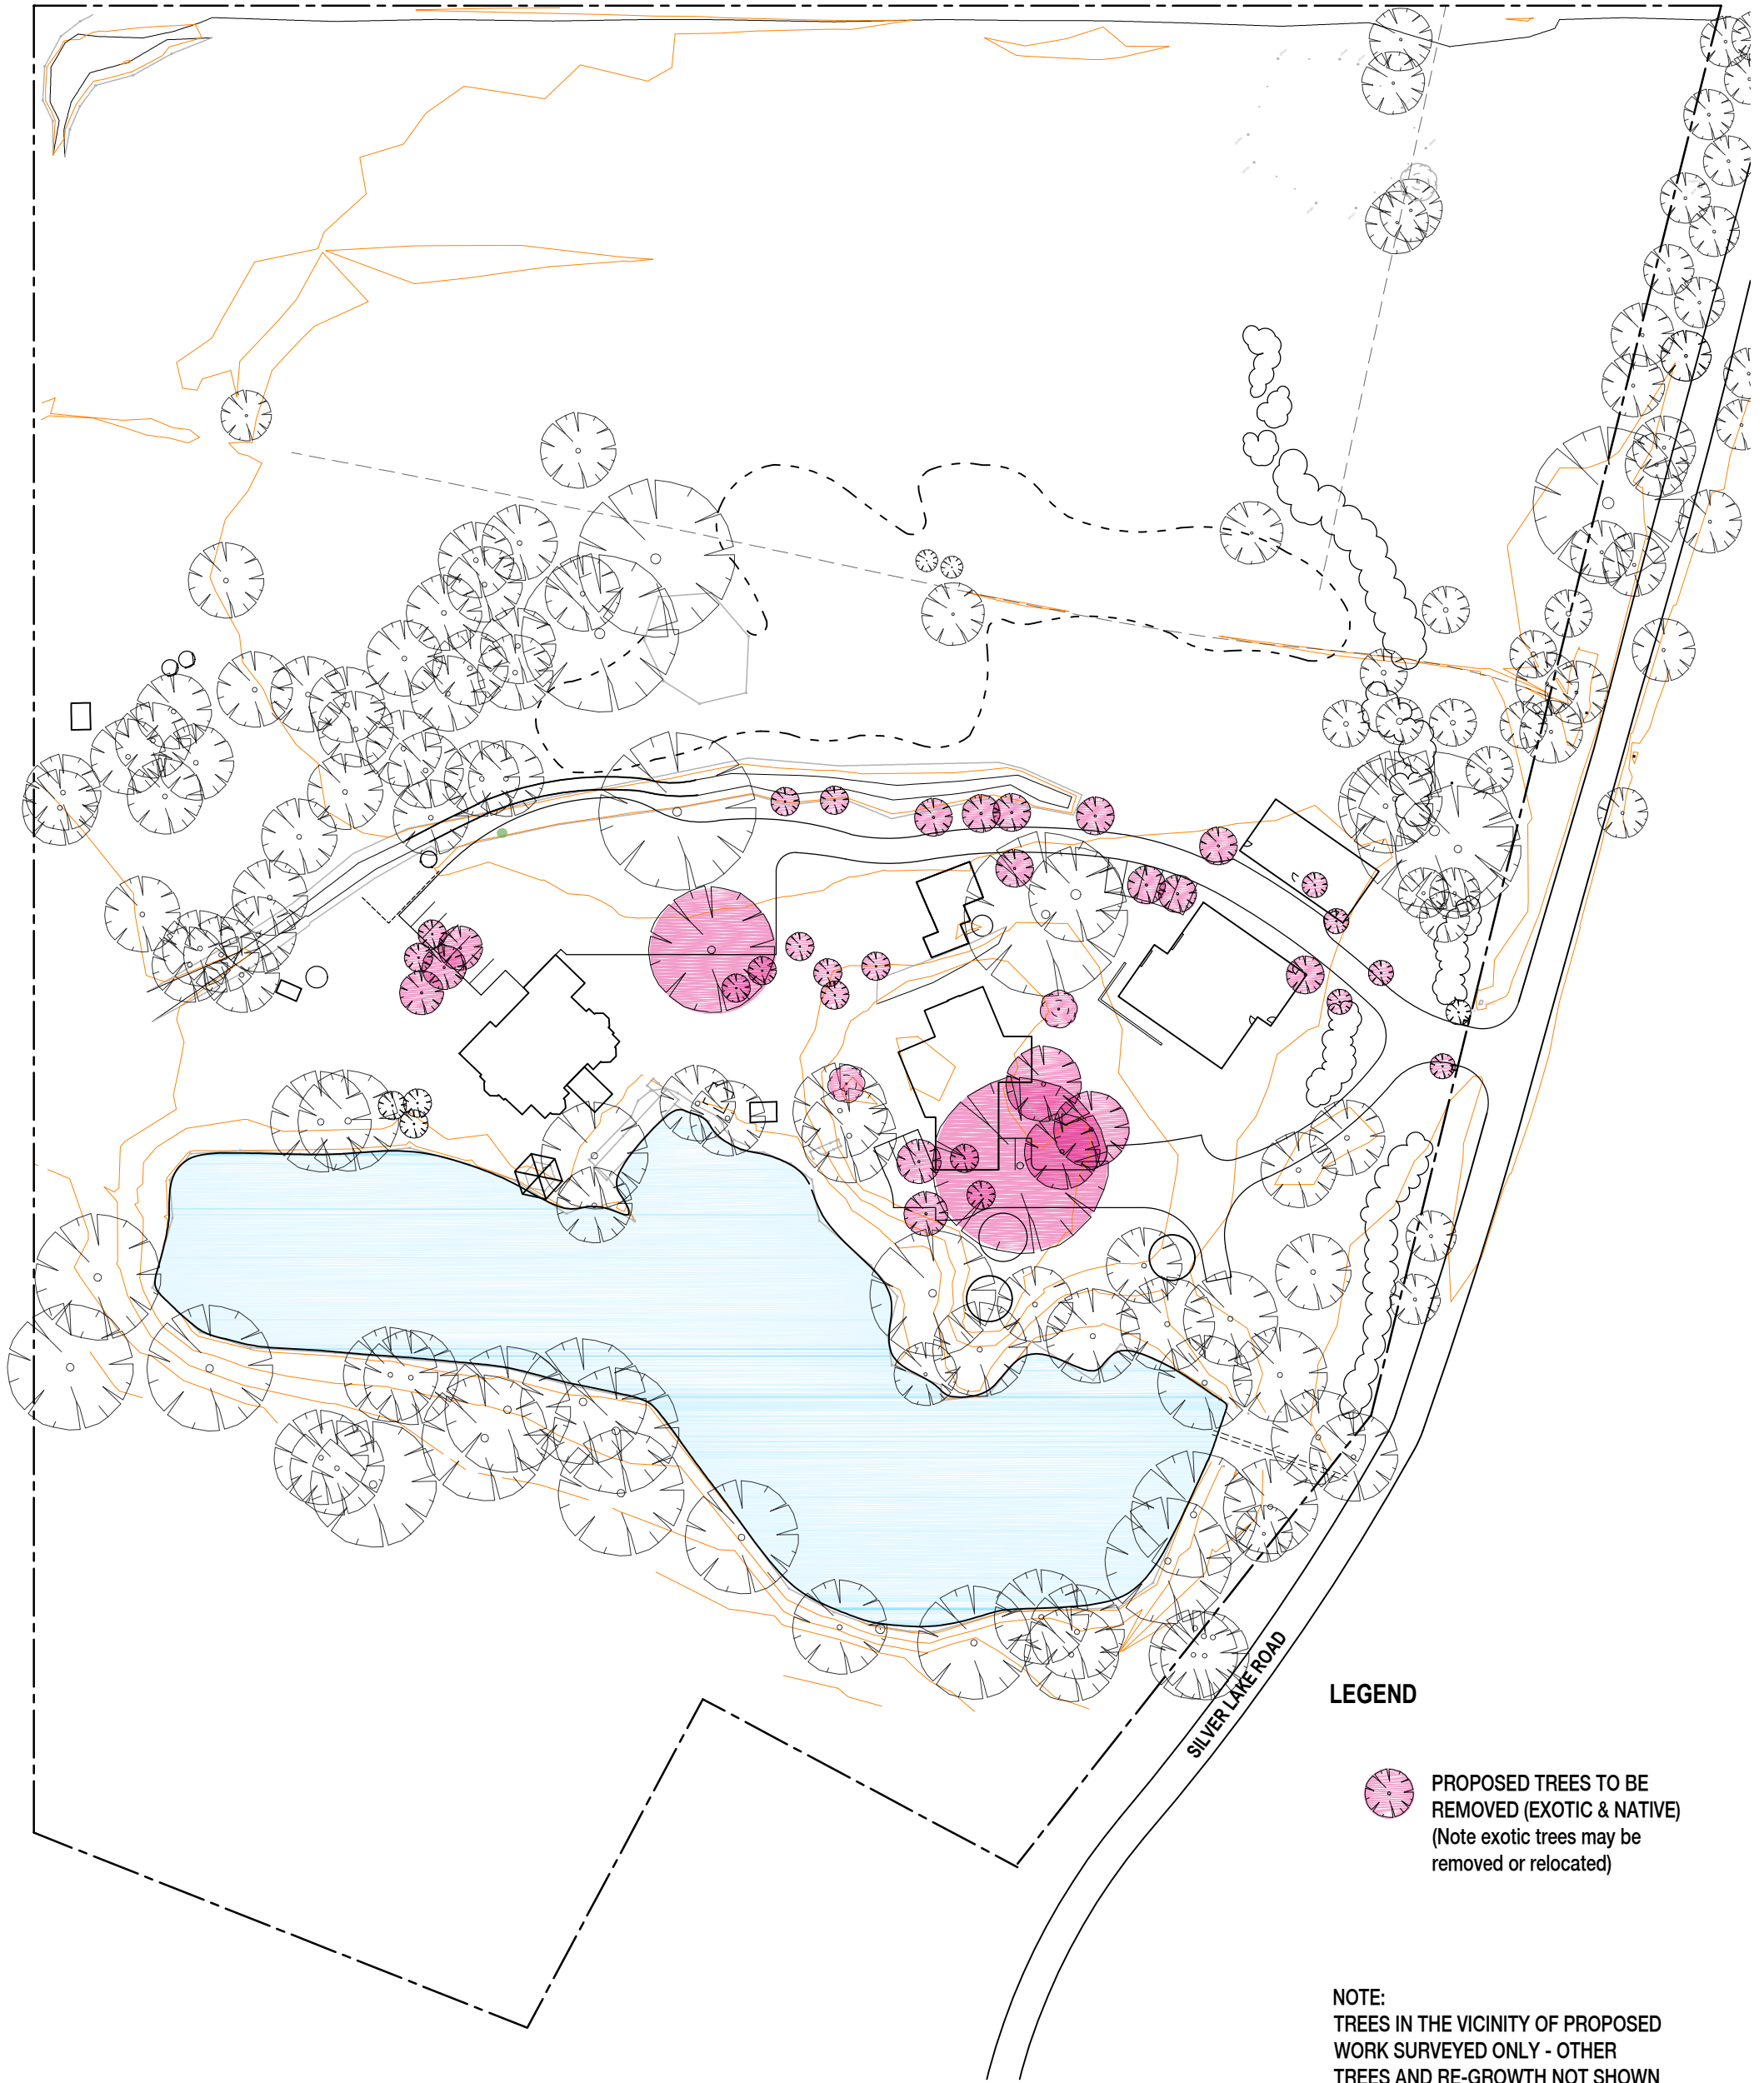 SILVER LAKE ROAD
LEGEND
PROPOSED TREES TO BE
REMOVED (EXOTIC & NATIVE)
(Note exotic trees may be
removed or relocated)
NOTE:
TREES IN THE VICINITY OF PROPOSED
WORK SURVEYED ONLY - OTHER
TREES AND RE-GROWTH NOT SHOWN